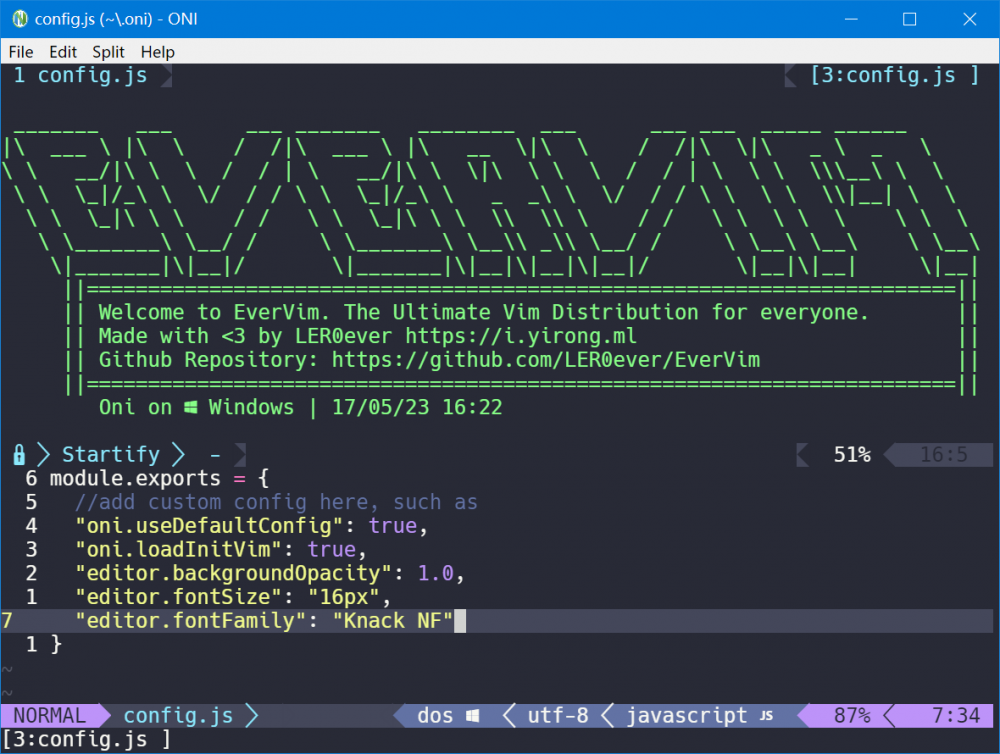 config.js (~\.oni) - ONI
File Edit Split Help
1 config.js [3:config.js ]
EVERVIM
Welcome to EverVim. The Ultimate Vim Distribution for everyone.
Made with <3 by LER0ever https://i.yirong.ml
Github Repository: https://github.com/LER0ever/EverVim
Oni on Windows | 17/05/23 16:22
Startify - 51% 16:5
6 module.exports = {
5 //add custom config here, such as
4 "oni.useDefaultConfig": true,
3 "oni.loadInitVim": true,
2 "editor.backgroundOpacity": 1.0,
1 "editor.fontSize": "16px",
7 "editor.fontFamily": "Knack NF"
1 }
~
~
NORMAL config.js dos utf-8 javascript JS 87% 7:34
[3:config.js ]